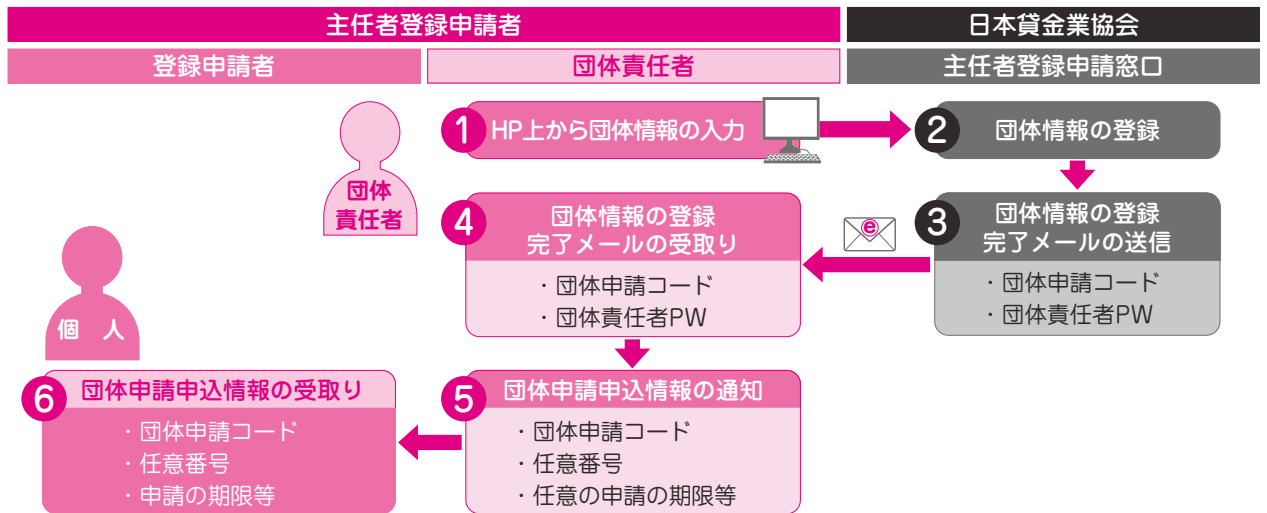 主任者登録申請者
日本貸金業協会
登録申請者
団体責任者
主任者登録申請窓口
1 HP上から団体情報の入力
2 団体情報の登録
団体
責任者
4 団体情報の登録
完了メールの受取り
・団体申請コード
・団体責任者PW
e
3 団体情報の登録
完了メールの送信
・団体申請コード
・団体責任者PW
個 人
6 団体申請申込情報の受取り
・団体申請コード
・任意番号
・申請の期限等
5 団体申請申込情報の通知
・団体申請コード
・任意番号
・任意の申請の期限等